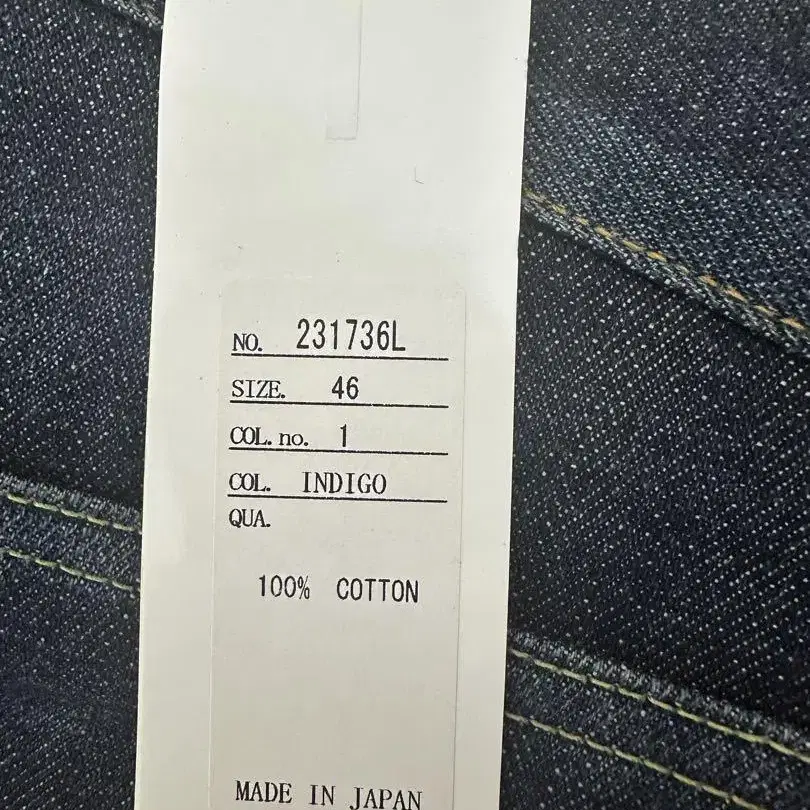 NO. 231736L
SIZE. 46
COL. no. 1
COL. INDIGO
QUA.
100% COTTON
MADE IN JAPAN